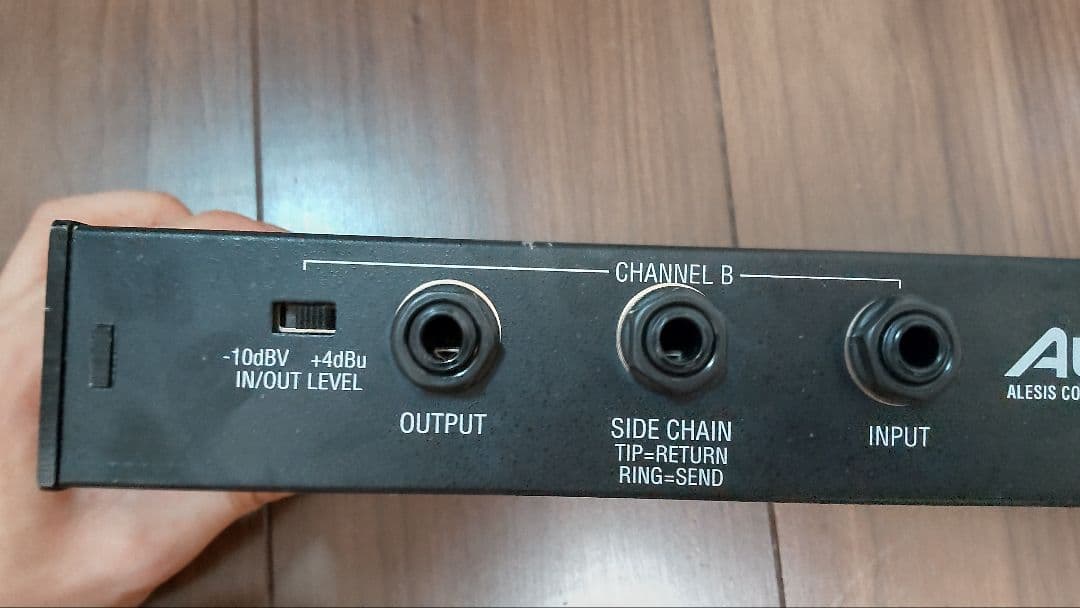 CHANNEL B
-10dBV +4dBu
IN/OUT LEVEL
OUTPUT
SIDE CHAIN
TIP=RETURN
RING=SEND
INPUT
ALESIS